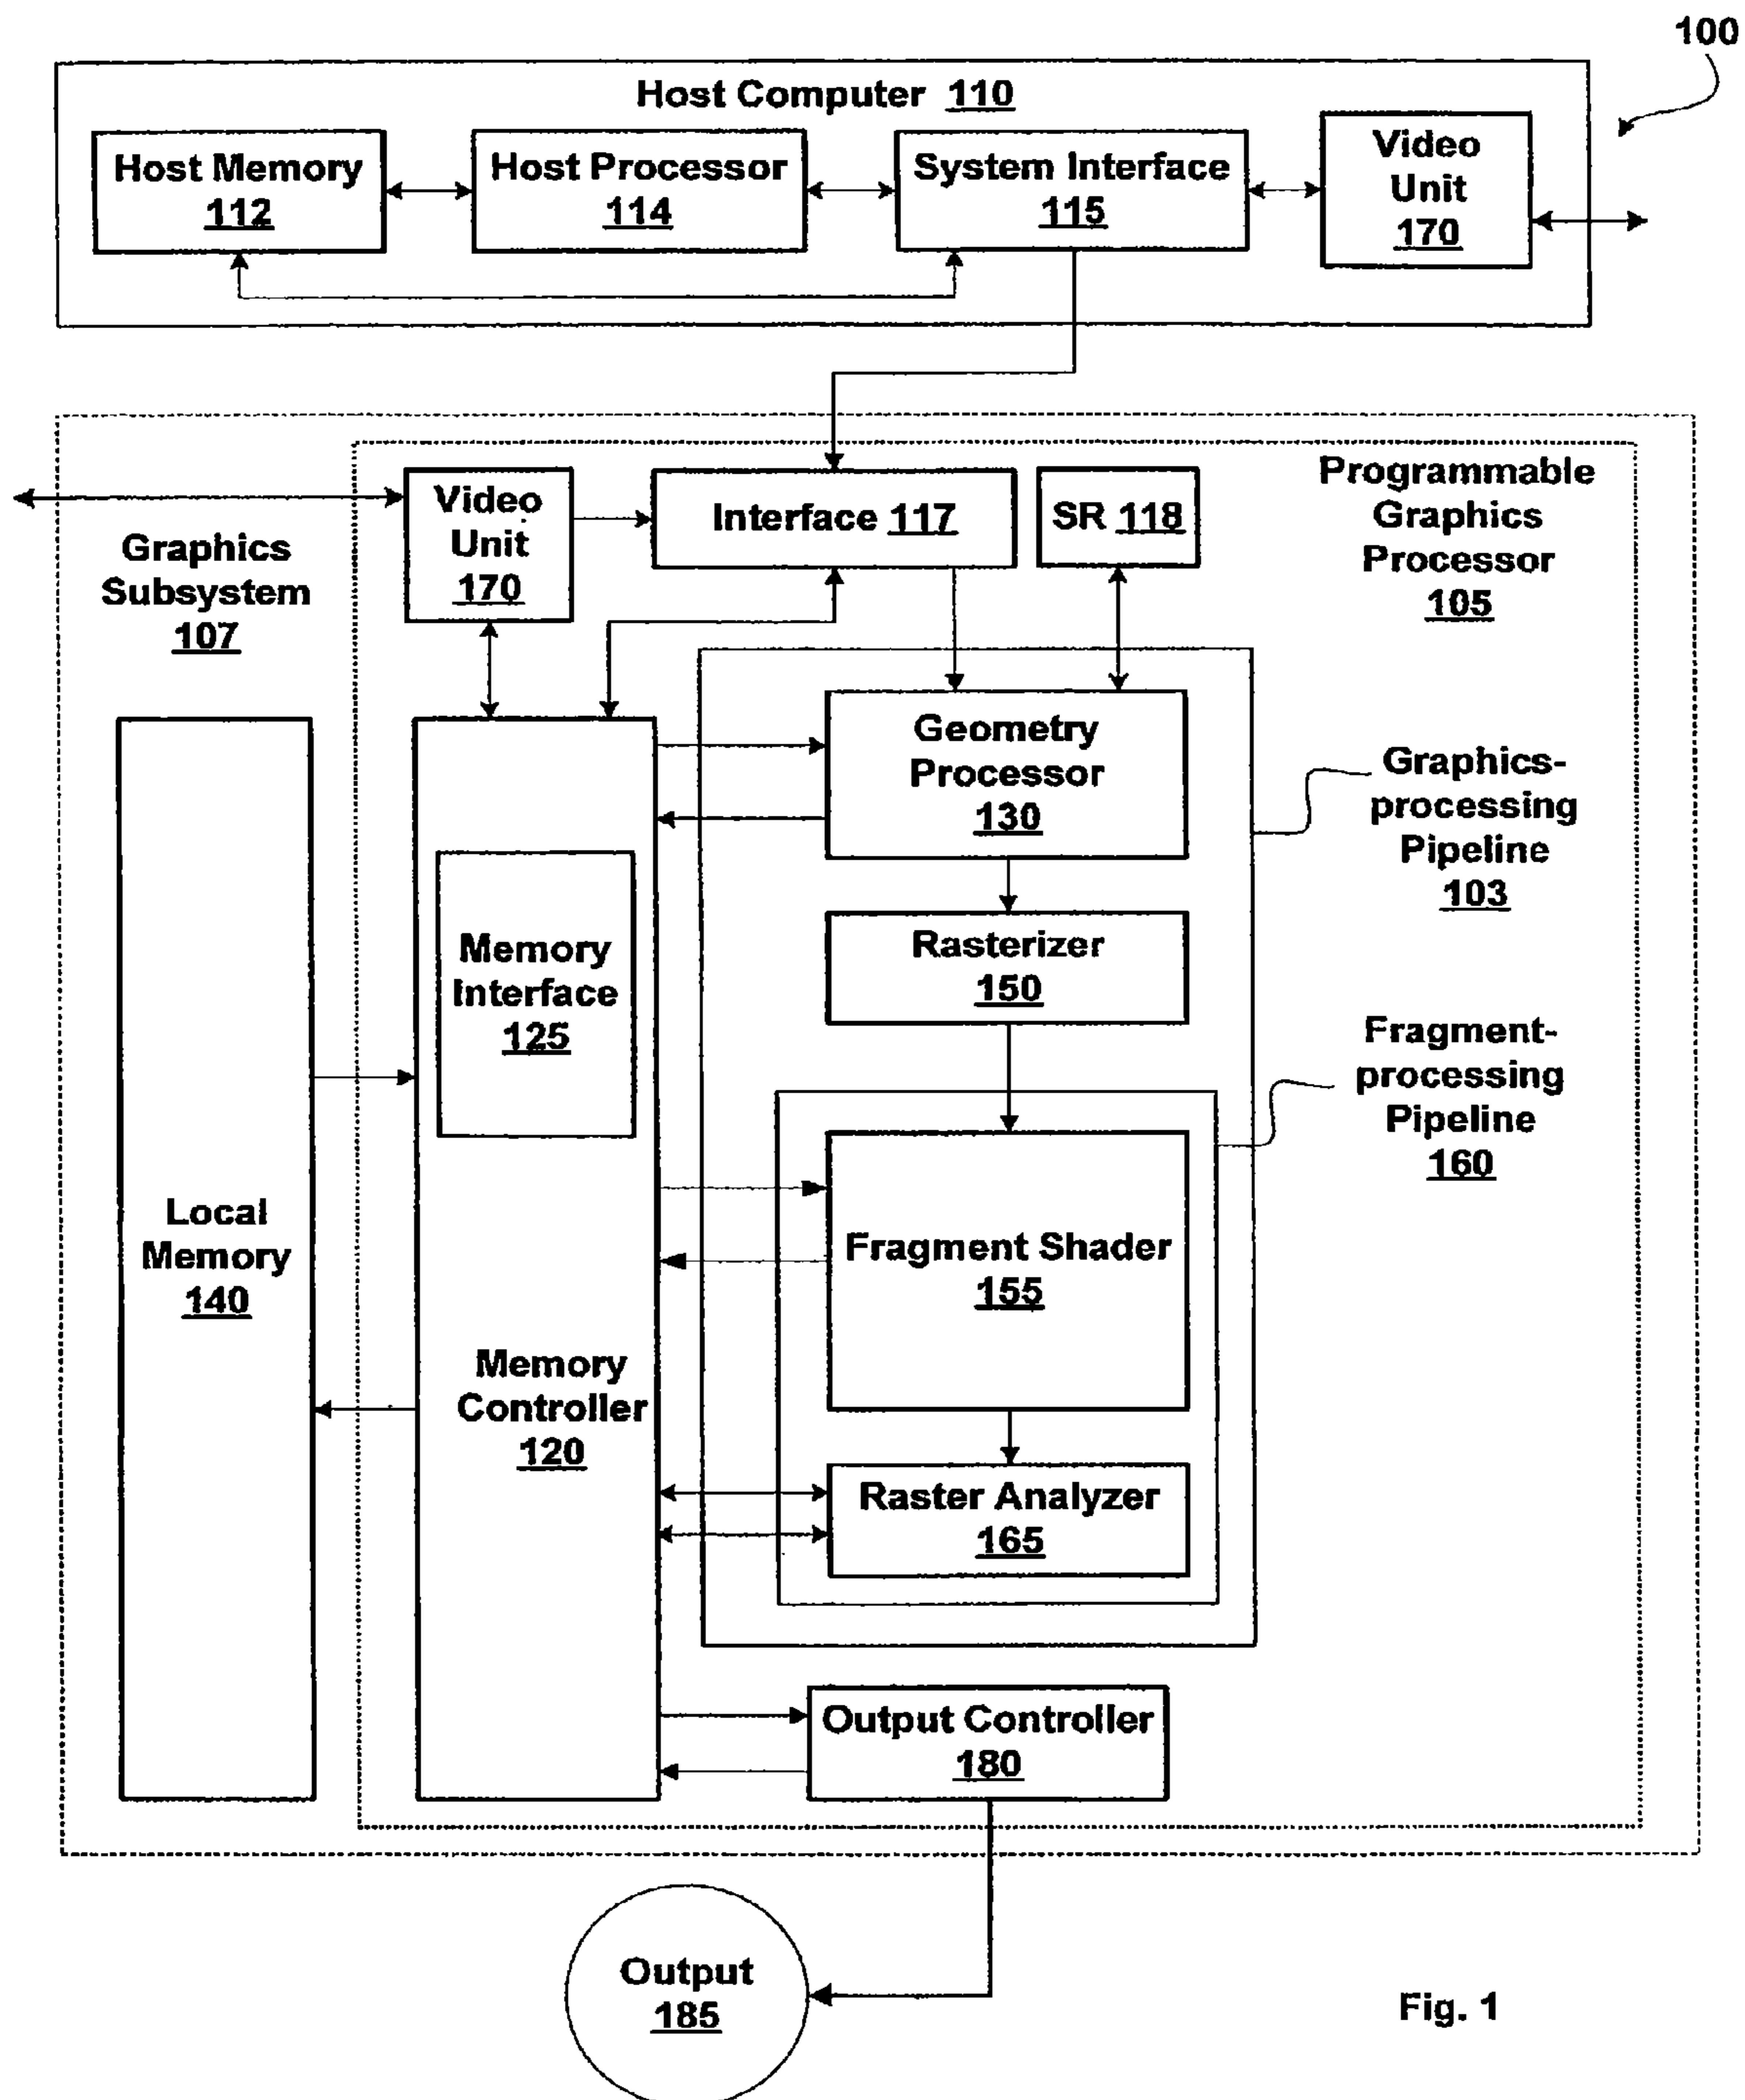 100
Host Computer 110
Host Memory
112
Host Processor
114
System Interface
115
Video
Unit
170
Graphics
Subsystem
107
Video
Unit
170
Interface 117
SR 118
Programmable
Graphics
Processor
105
Geometry
Processor
130
Graphics-
processing
Pipeline
103
Memory
Interface
125
Rasterizer
150
Fragment-
processing
Pipeline
160
Local
Memory
140
Fragment Shader
155
Memory
Controller
120
Raster Analyzer
165
Output Controller
180
Output
185
Fig. 1